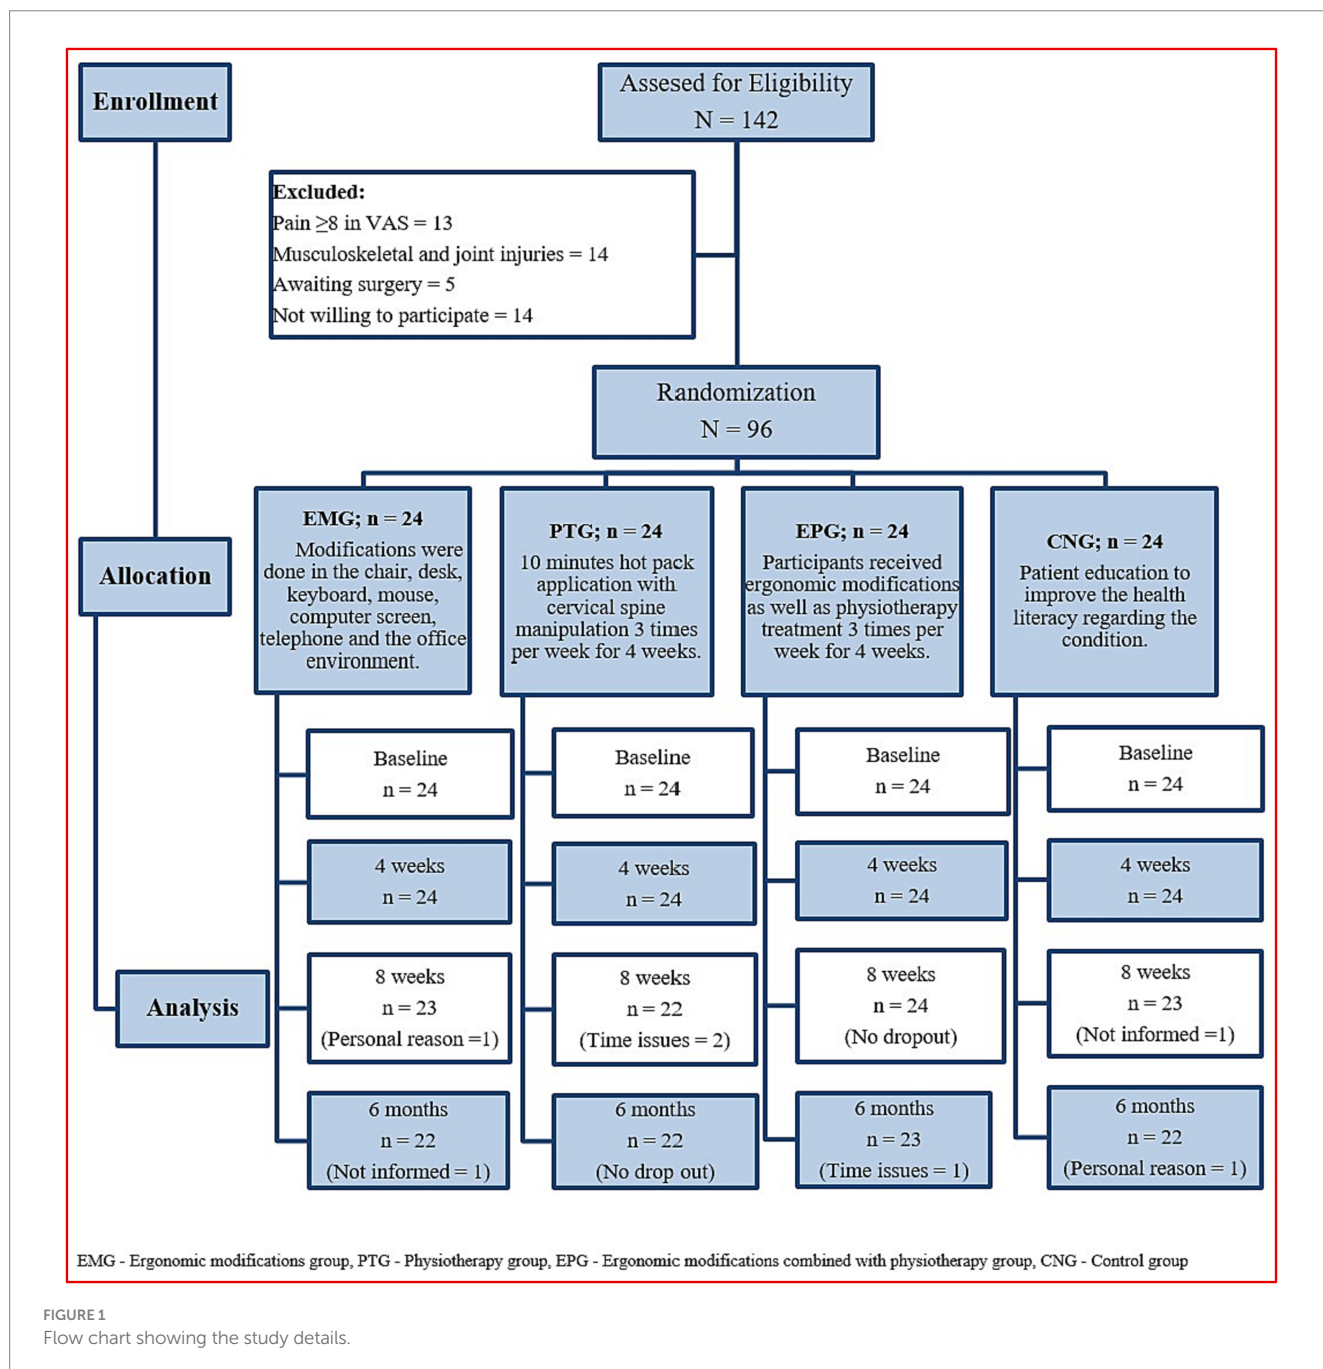 Enrollment
Assesed for Eligibility
N = 142
Excluded:
Pain ≥8 in VAS = 13
Musculoskeletal and joint injuries = 14
Awaiting surgery = 5
Not willing to participate = 14
Randomization
N = 96
Allocation
EMG; n = 24
Modifications were
done in the chair, desk,
keyboard, mouse,
computer screen,
telephone and the office
environment.
PTG; n = 24
10 minutes hot pack
application with
cervical spine
manipulation 3 times
per week for 4 weeks.
EPG; n = 24
Participants received
ergonomic modifications
as well as physiotherapy
treatment 3 times per
week for 4 weeks.
CNG; n = 24
Patient education to
improve the health
literacy regarding the
condition.
Baseline
n = 24
Baseline
n = 24
Baseline
n = 24
Baseline
n = 24
4 weeks
n = 24
4 weeks
n = 24
4 weeks
n = 24
4 weeks
n = 24
Analysis
8 weeks
n = 23
(Personal reason =1)
8 weeks
n = 22
(Time issues = 2)
8 weeks
n = 24
(No dropout)
8 weeks
n = 23
(Not informed =1)
6 months
n = 22
(Not informed = 1)
6 months
n = 22
(No drop out)
6 months
n = 23
(Time issues = 1)
6 months
n = 22
(Personal reason = 1)
EMG - Ergonomic modifications group, PTG - Physiotherapy group, EPG - Ergonomic modifications combined with physiotherapy group, CNG - Control group
FIGURE 1
Flow chart showing the study details.